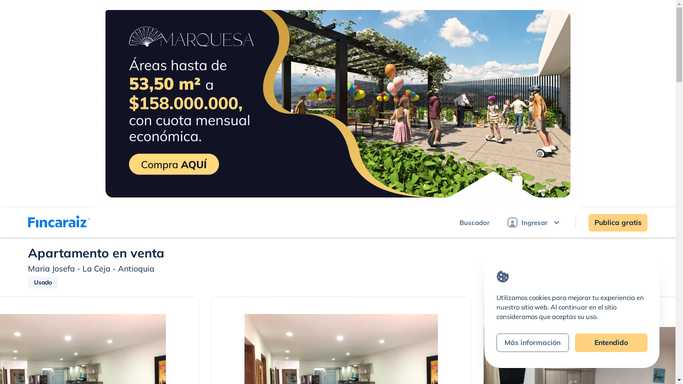 MARQUESA
Áreas hasta de
53,50 m² a
$158.000.000,
con cuota mensual
económica.
Compra AQUÍ
Fincaraiz
Buscador
Ingresar
Publica gratis
Apartamento en venta
Maria Josefa - La Ceja - Antioquia
Usado
Utilizamos cookies para mejorar tu experiencia en
nuestro sitio web. Al continuar en el sitio
consideramos que aceptas su uso.
Más información
Entendido